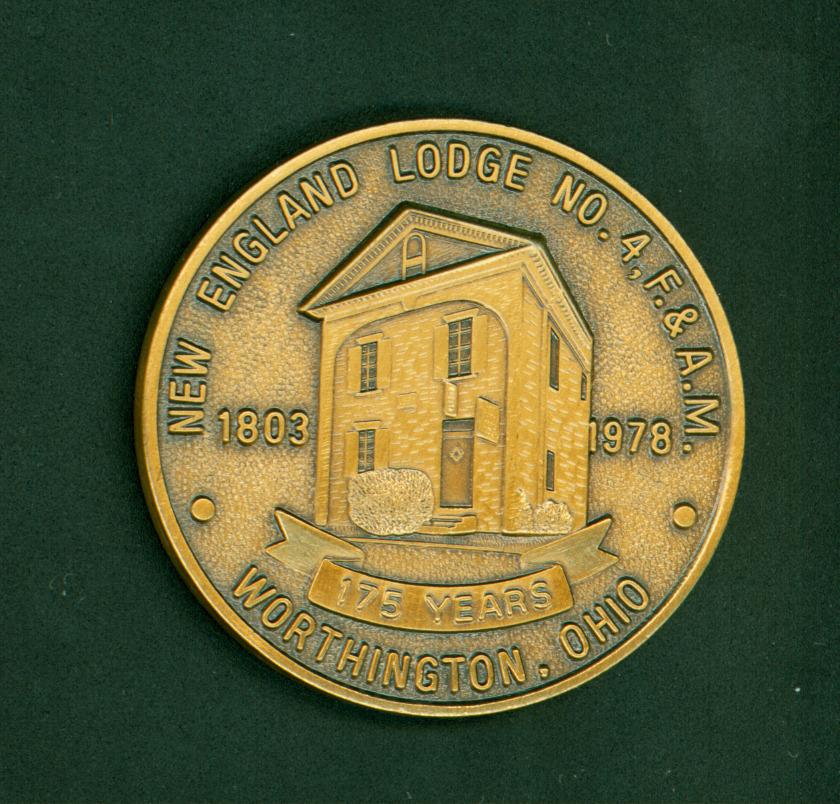 NEW ENGLAND LODGE NO. 4, F. & A.M.
1803 1978
175 YEARS
WORTHINGTON, OHIO